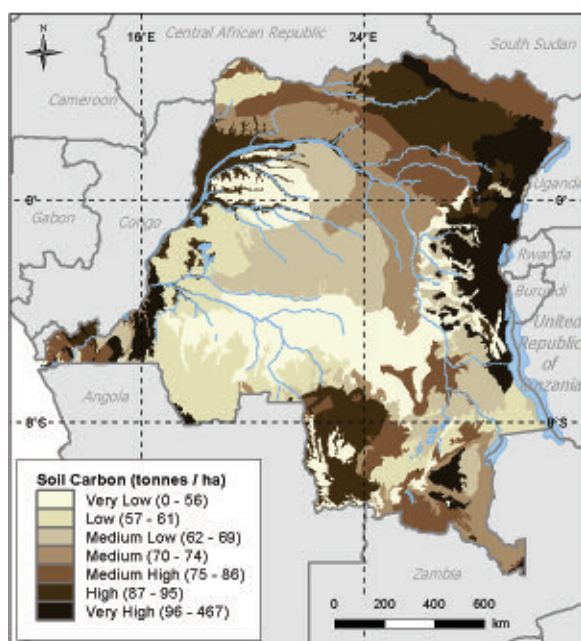 N
16°E
Central African Republic
24°E
South Sudan
Cameroon
Uganda
0°
0°
Gabon
Congo
Rwanda
Burundi
United
Republic
of
Tanzania
Angola
8°S
8°S
Soil Carbon (tonnes / ha)
Very Low (0 - 56)
Low (57 - 61)
Medium Low (62 - 69)
Medium (70 - 74)
Medium High (75 - 86)
High (87 - 95)
Very High (96 - 467)
Zambia
0 200 400 600
km